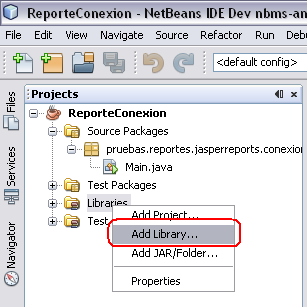 ReporteConexion - NetBeans IDE Dev nbms-an
File Edit View Navigate Source Refactor Run Deb
<default config>
Projects
ReporteConexion
Source Packages
pruebas.reportes.jasperreports.conexion
Main.java
Test Packages
Libraries
Test
Add Project...
Add Library...
Add JAR/Folder...
Properties
Files
Services
Navigator